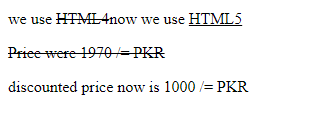 we use HTML4now we use HTML5
Price were 1970 /= PKR
discounted price now is 1000 /= PKR